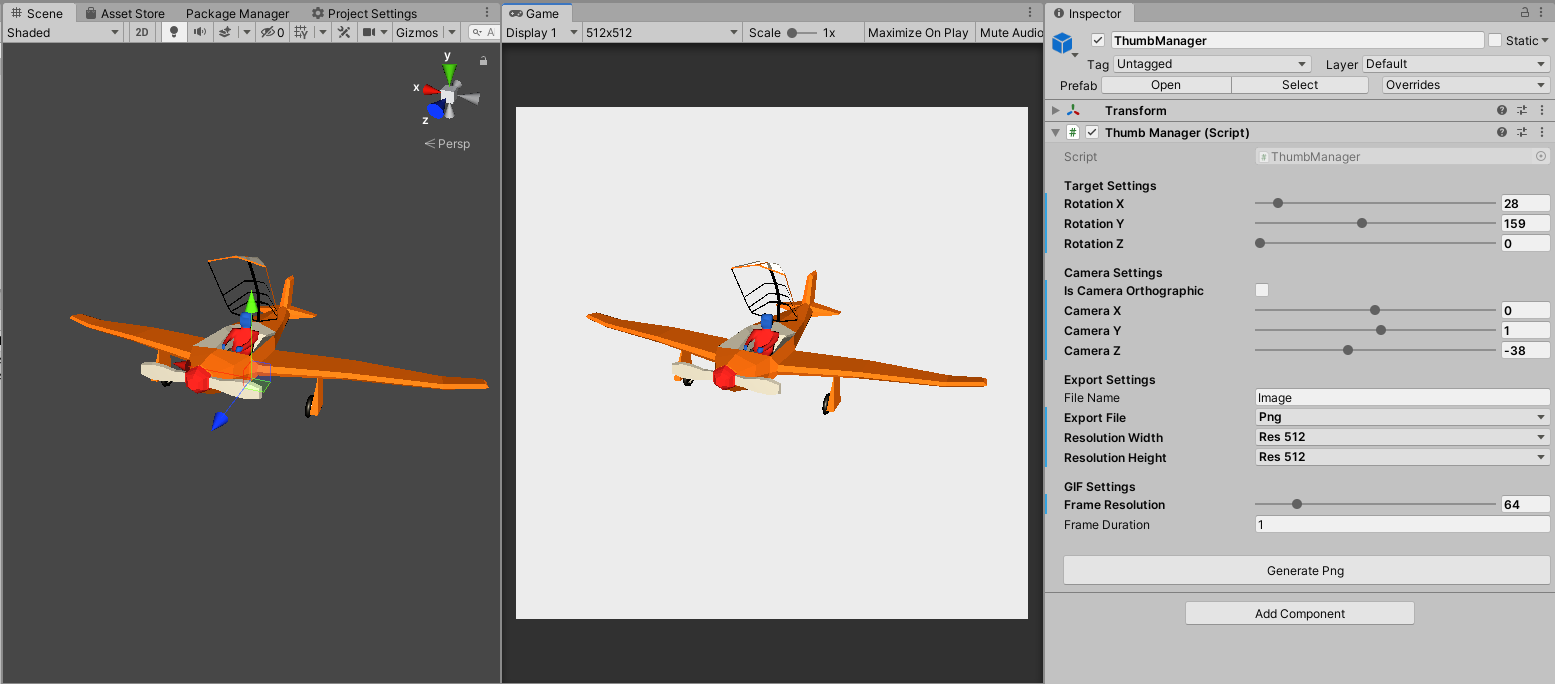 Scene
Asset Store
Package Manager
Project Settings
Shaded
2D
0
Gizmos
A
y
x
z
Persp
Game
Display 1
512x512
Scale
1x
Maximize On Play
Mute Audio
Inspector
ThumbManager
Static
Tag
Untagged
Layer
Default
Prefab
Open
Select
Overrides
Transform
# Thumb Manager (Script)
Script
# ThumbManager
Target Settings
Rotation X 28
Rotation Y 159
Rotation Z 0
Camera Settings
Is Camera Orthographic
Camera X 0
Camera Y 1
Camera Z -38
Export Settings
File Name Image
Export File Png
Resolution Width Res 512
Resolution Height Res 512
GIF Settings
Frame Resolution 64
Frame Duration 1
Generate Png
Add Component